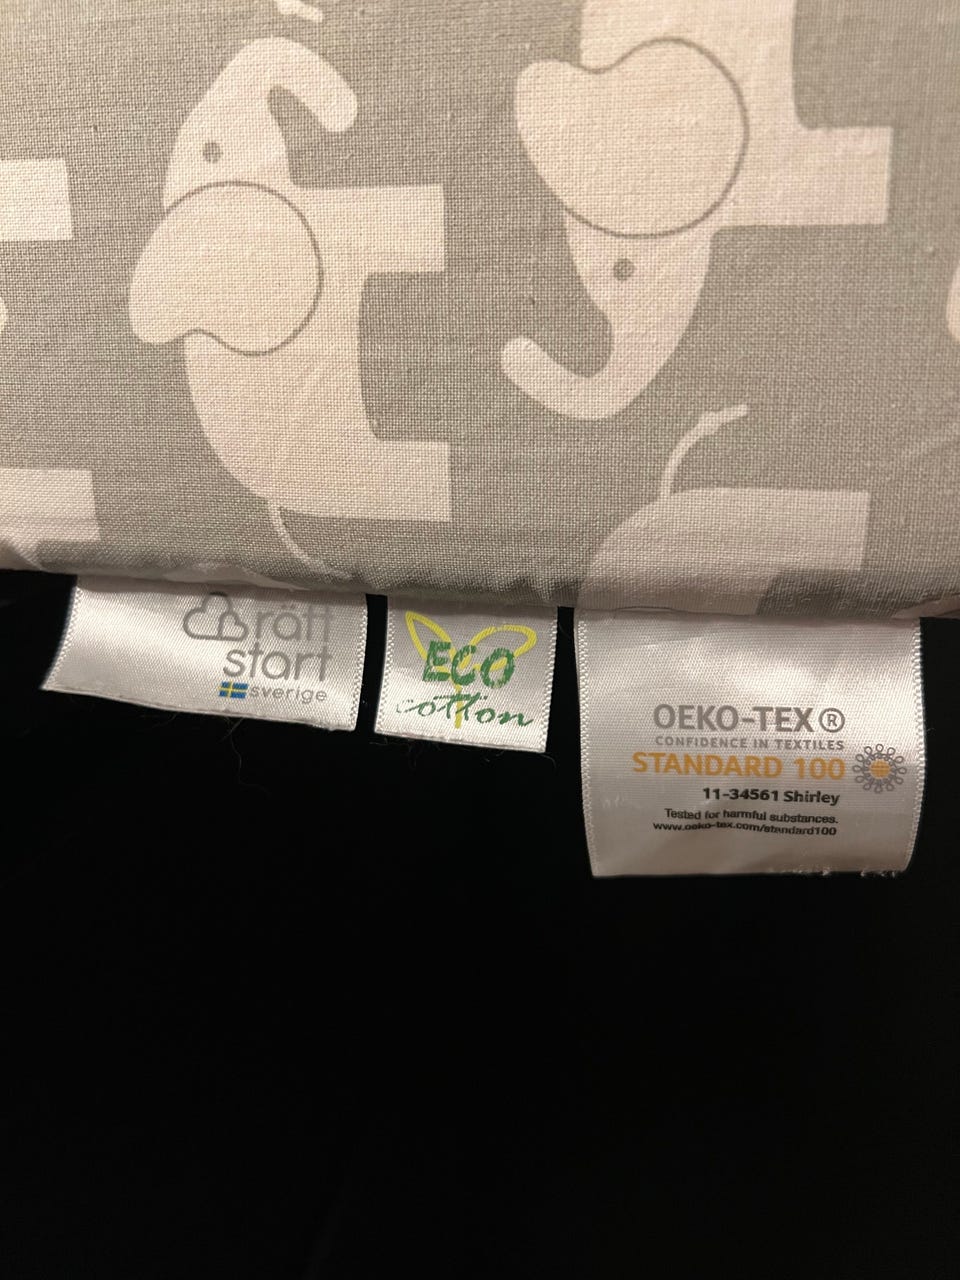 rätt
start
sverige
ECO
cotton
OEKO-TEX®
CONFIDENCE IN TEXTILES
STANDARD 100
11-34561 Shirley
Tested for harmful substances.
www.oeko-tex.com/standard100